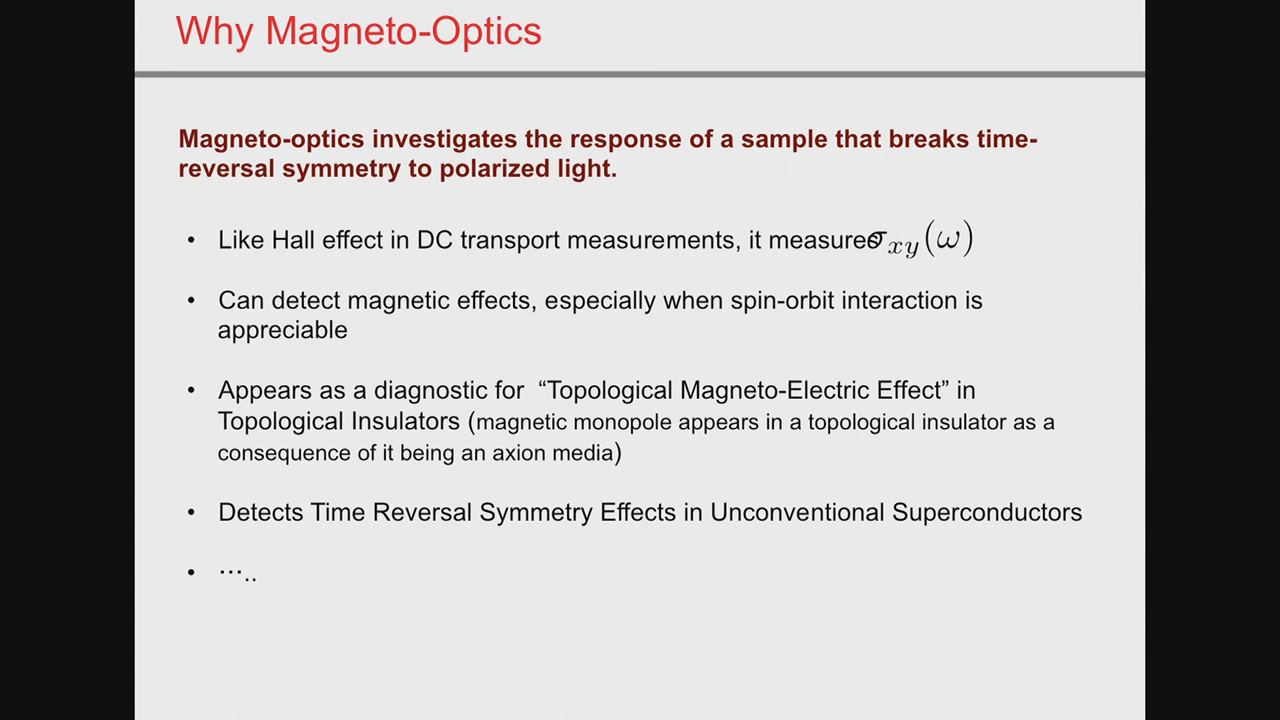 Why Magneto-Optics
Magneto-optics investigates the response of a sample that breaks time-
reversal symmetry to polarized light.
• Like Hall effect in DC transport measurements, it measures σxy(ω)
• Can detect magnetic effects, especially when spin-orbit interaction is
appreciable
• Appears as a diagnostic for “Topological Magneto-Electric Effect” in
Topological Insulators (magnetic monopole appears in a topological insulator as a
consequence of it being an axion media)
• Detects Time Reversal Symmetry Effects in Unconventional Superconductors
• …..